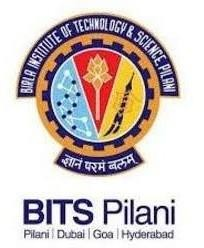 BIRLA INSTITUTE OF TECHNOLOGY & SCIENCE, PILANI
ज्ञानं परमं बलम्
BITS Pilani
Pilani | Dubai | Goa | Hyderabad